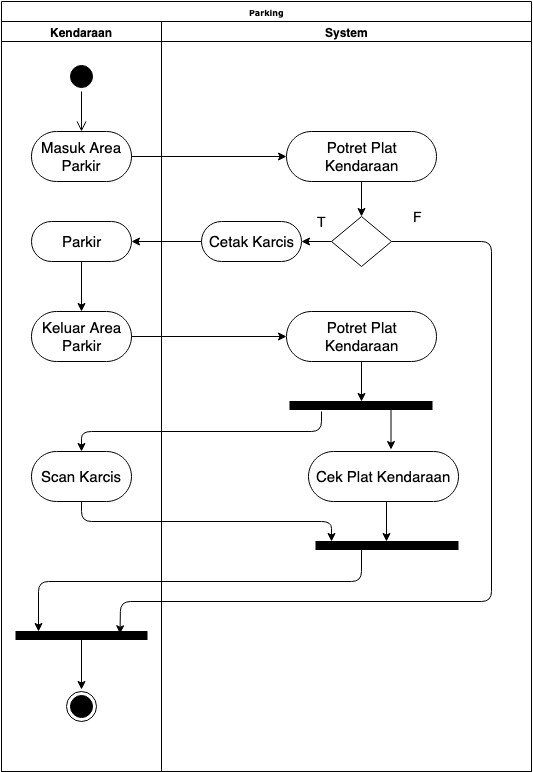 Parking
Kendaraan
System
Masuk Area
Parkir
Potret Plat
Kendaraan
T
F
Parkir
Cetak Karcis
Keluar Area
Parkir
Potret Plat
Kendaraan
Scan Karcis
Cek Plat Kendaraan